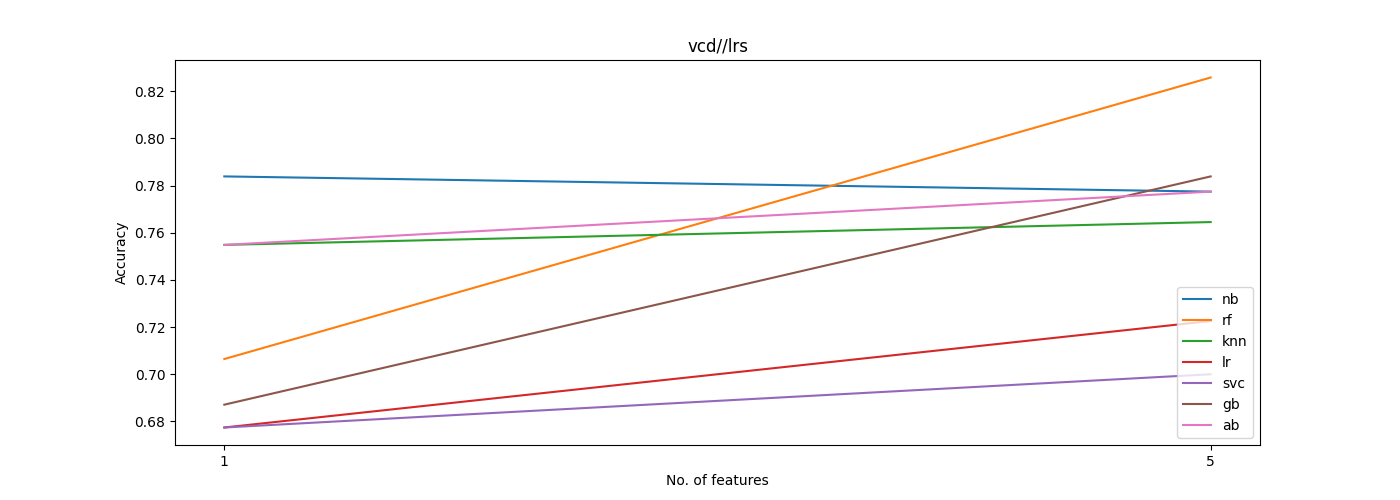 vcd//lrs
Accuracy
0.82
0.80
0.78
0.76
0.74
0.72
0.70
0.68
nb
rf
knn
lr
svc
gb
ab
1
5
No. of features